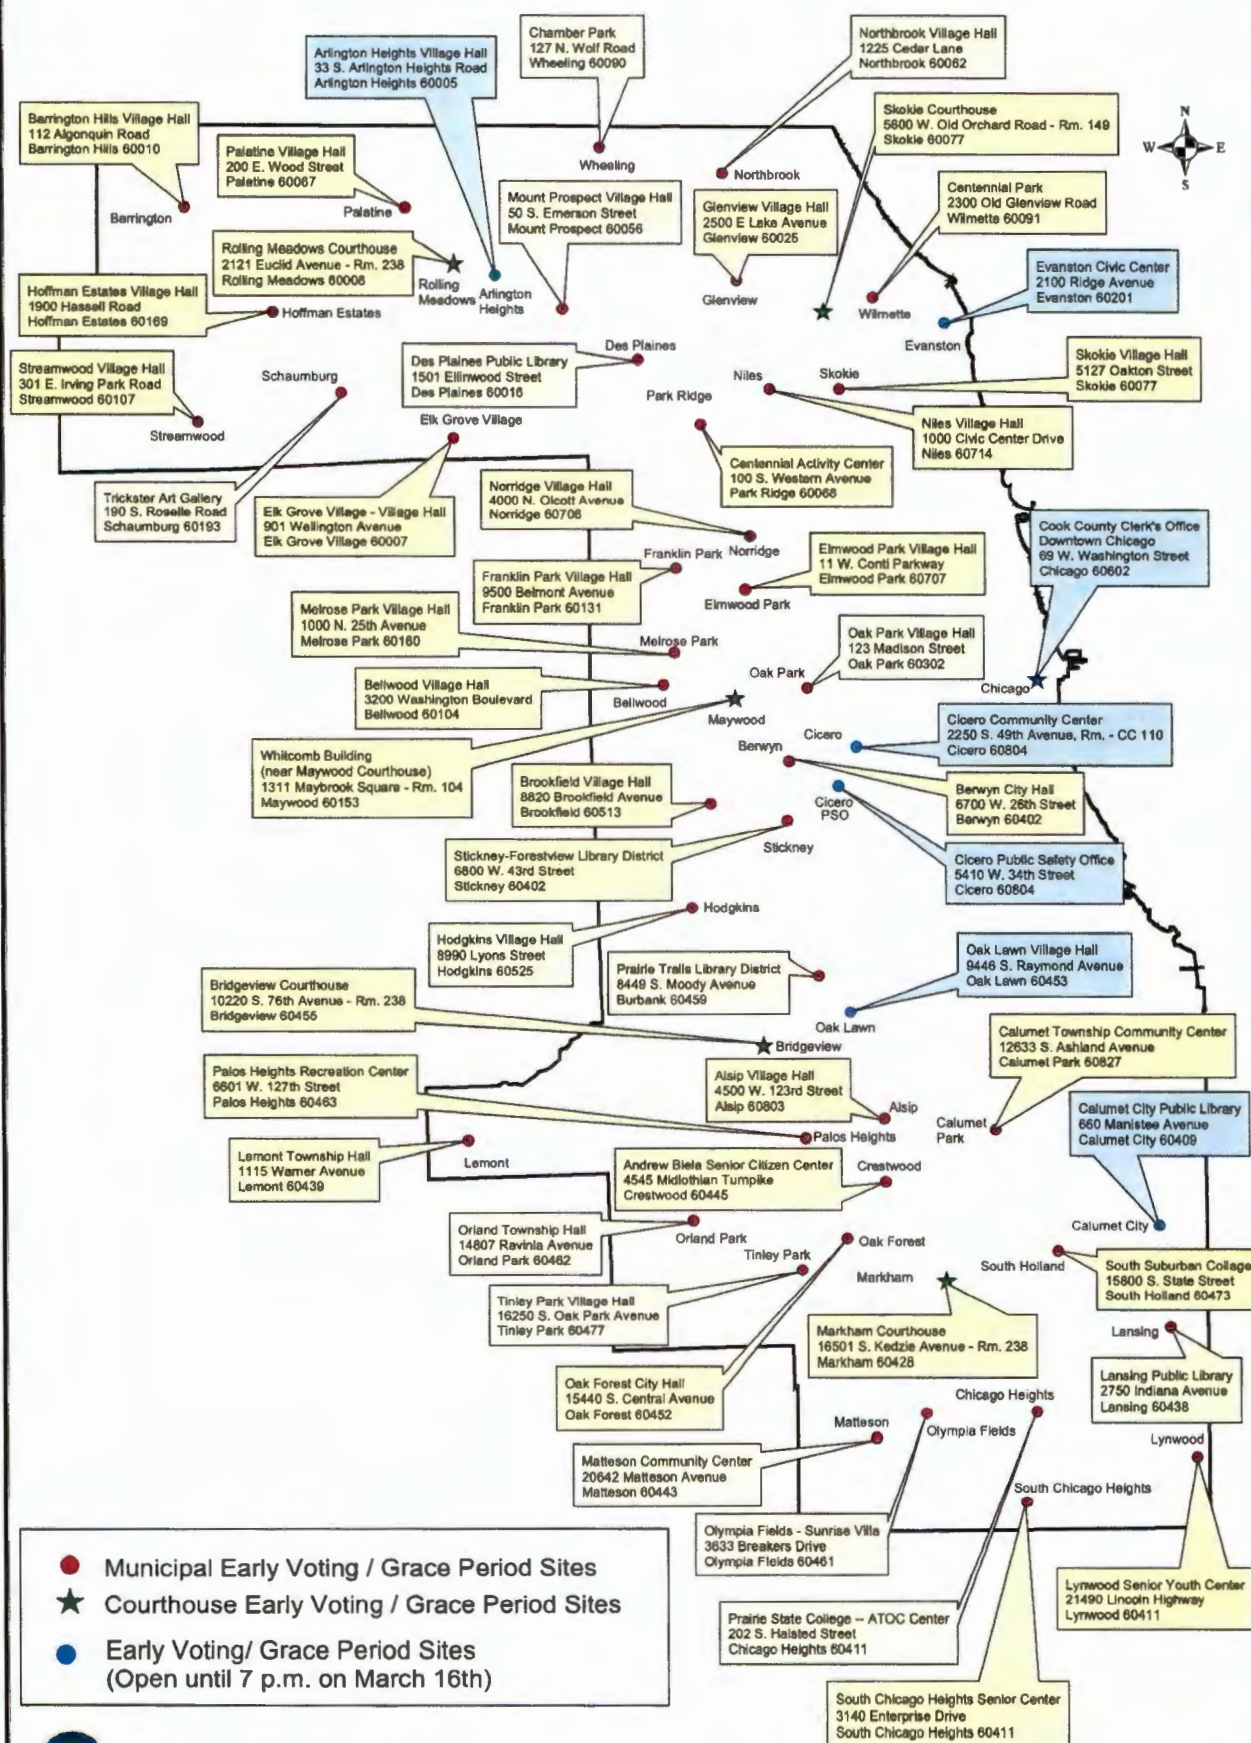 Chamber Park
127 N. Wolf Road
Wheeling 60090
Northbrook Village Hall
1225 Cedar Lane
Northbrook 60062
Arlington Heights Village Hall
33 S. Arlington Heights Road
Arlington Heights 60005
Skokie Courthouse
5600 W. Old Orchard Road - Rm. 149
Skokie 60077
Barrington Hills Village Hall
112 Algonquin Road
Barrington Hills 60010
N
W
E
S
Palatine Village Hall
200 E. Wood Street
Palatine 60067
Wheeling
Northbrook
Centennial Park
2300 Old Glenview Road
Wilmette 60091
Mount Prospect Village Hall
50 S. Emerson Street
Mount Prospect 60056
Glenview Village Hall
2500 E Lake Avenue
Glenview 60025
Barrington
Palatine
Rolling Meadows Courthouse
2121 Euclid Avenue - Rm. 238
Rolling Meadows 60008
Rolling
Meadows
Arlington
Heights
Evanston Civic Center
2100 Ridge Avenue
Evanston 60201
Hoffman Estates Village Hall
1900 Hassell Road
Hoffman Estates 60169
Hoffman Estates
Glenview
Wilmette
Evanston
Streamwood Village Hall
301 E. Irving Park Road
Streamwood 60107
Schaumburg
Des Plaines Public Library
1501 Ellinwood Street
Des Plaines 60016
Des Plaines
Park Ridge
Niles
Skokie
Skokie Village Hall
5127 Oakton Street
Skokie 60077
Streamwood
Elk Grove Village
Niles Village Hall
1000 Civic Center Drive
Niles 60714
Centennial Activity Center
100 S. Western Avenue
Park Ridge 60068
Trickster Art Gallery
190 S. Roselle Road
Schaumburg 60193
Elk Grove Village - Village Hall
901 Wellington Avenue
Elk Grove Village 60007
Norridge Village Hall
4000 N. Olcott Avenue
Norridge 60706
Cook County Clerk's Office
Downtown Chicago
69 W. Washington Street
Chicago 60602
Franklin Park
Norridge
Elmwood Park Village Hall
11 W. Conti Parkway
Elmwood Park 60707
Franklin Park Village Hall
9500 Belmont Avenue
Franklin Park 60131
Elmwood Park
Melrose Park Village Hall
1000 N. 25th Avenue
Melrose Park 60160
Melrose Park
Oak Park Village Hall
123 Madison Street
Oak Park 60302
Oak Park
Chicago
Bellwood Village Hall
3200 Washington Boulevard
Bellwood 60104
Bellwood
Maywood
Cicero Community Center
2250 S. 49th Avenue, Rm. - CC 110
Cicero 60804
Cicero
Berwyn
Whitcomb Building
(near Maywood Courthouse)
1311 Maybrook Square - Rm. 104
Maywood 60153
Brookfield Village Hall
8820 Brookfield Avenue
Brookfield 60513
Cicero
PSO
Berwyn City Hall
6700 W. 26th Street
Berwyn 60402
Stickney
Stickney-Forestview Library District
6800 W. 43rd Street
Stickney 60402
Cicero Public Safety Office
5410 W. 34th Street
Cicero 60804
Hodgkins
Hodgkins Village Hall
8990 Lyons Street
Hodgkins 60525
Oak Lawn Village Hall
9446 S. Raymond Avenue
Oak Lawn 60453
Prairie Trails Library District
8449 S. Moody Avenue
Burbank 60459
Bridgeview Courthouse
10220 S. 76th Avenue - Rm. 238
Bridgeview 60455
Oak Lawn
Bridgeview
Calumet Township Community Center
12633 S. Ashland Avenue
Calumet Park 60827
Palos Heights Recreation Center
6601 W. 127th Street
Palos Heights 60463
Alsip Village Hall
4500 W. 123rd Street
Alsip 60803
Alsip
Calumet
Park
Calumet City Public Library
660 Manistee Avenue
Calumet City 60409
Palos Heights
Lemont Township Hall
1115 Warner Avenue
Lemont 60439
Lemont
Andrew Biela Senior Citizen Center
4545 Midlothian Turnpike
Crestwood 60445
Crestwood
Orland Township Hall
14807 Ravinia Avenue
Orland Park 60462
Orland Park
Calumet City
Oak Forest
Tinley Park
Markham
South Holland
South Suburban College
15800 S. State Street
South Holland 60473
Tinley Park Village Hall
16250 S. Oak Park Avenue
Tinley Park 60477
Markham Courthouse
16501 S. Kedzie Avenue - Rm. 238
Markham 60428
Lansing
Lansing Public Library
2750 Indiana Avenue
Lansing 60438
Oak Forest City Hall
15440 S. Central Avenue
Oak Forest 60452
Chicago Heights
Matteson
Olympia Fields
Lynwood
Matteson Community Center
20642 Matteson Avenue
Matteson 60443
South Chicago Heights
Olympia Fields - Sunrise Villa
3633 Breakers Drive
Olympia Fields 60461
Municipal Early Voting / Grace Period Sites
Courthouse Early Voting / Grace Period Sites
Early Voting/ Grace Period Sites
(Open until 7 p.m. on March 16th)
Lynwood Senior Youth Center
21490 Lincoln Highway
Lynwood 60411
Prairie State College -- ATOC Center
202 S. Halsted Street
Chicago Heights 60411
South Chicago Heights Senior Center
3140 Enterprise Drive
South Chicago Heights 60411